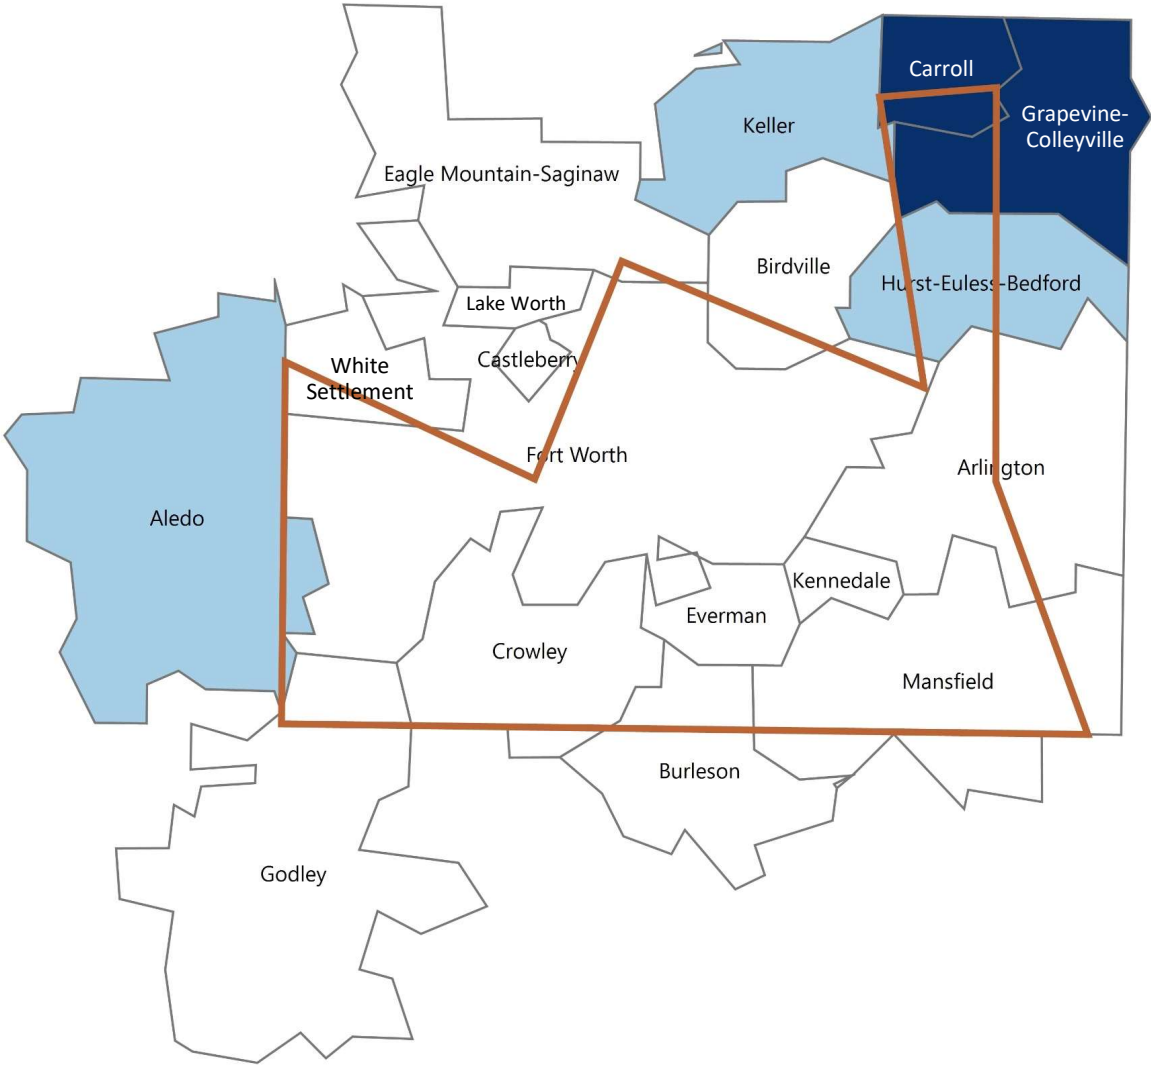 Carroll
Grapevine-
Colleyville
Keller
Eagle Mountain-Saginaw
Birdville
Hurst-Euless-Bedford
Lake Worth
Castleberry
White
Settlement
Fort Worth
Arlington
Aledo
Kennedale
Everman
Crowley
Mansfield
Burleson
Godley